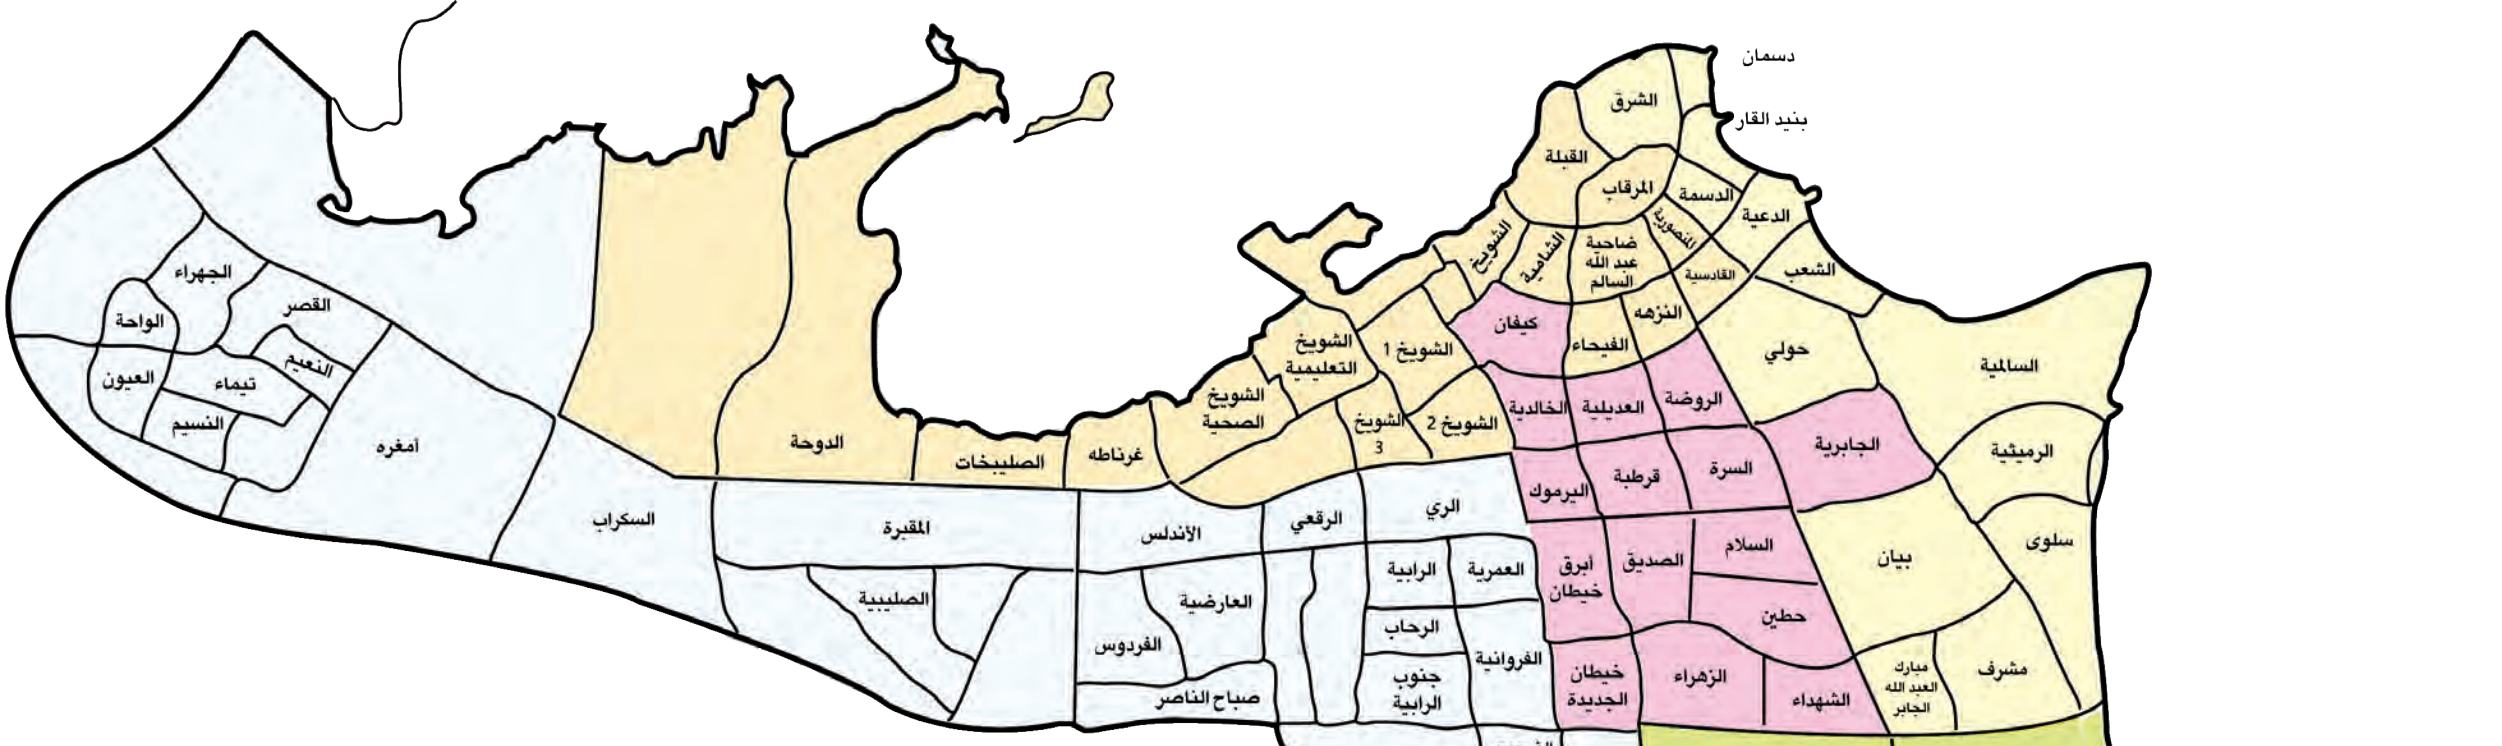 دسمان
الشرق
بنيد القار
القبلة
المرقاب
الدسمة
الدعية
المنصورية
الشويخ
الشامية
ضاحية
عبد الله
السالم
القادسية
الشعب
الجهراء
القصر
الواحة
النعيم
العيون
تيماء
النسيم
أمغره
السكراب
الدوحة
الصليبخات
غرناطه
الشويخ
الصحية
الشويخ
التعليمية
الشويخ 1
الشويخ 2
الشويخ
3
كيفان
الفيحاء
النزهه
حولي
السالمية
الخالدية
العديلية
الروضة
الجابرية
الرميثية
اليرموك
قرطبة
السرة
سلوى
بيان
المقبرة
الأندلس
الرقعي
الري
الصليبية
العارضية
الفردوس
صباح الناصر
الرابية
العمرية
الرحاب
الفروانية
جنوب
الرابية
أبرق
خيطان
الصديق
السلام
حطين
خيطان
الجديدة
الزهراء
الشهداء
مبارك
العبد الله
الجابر
مشرف